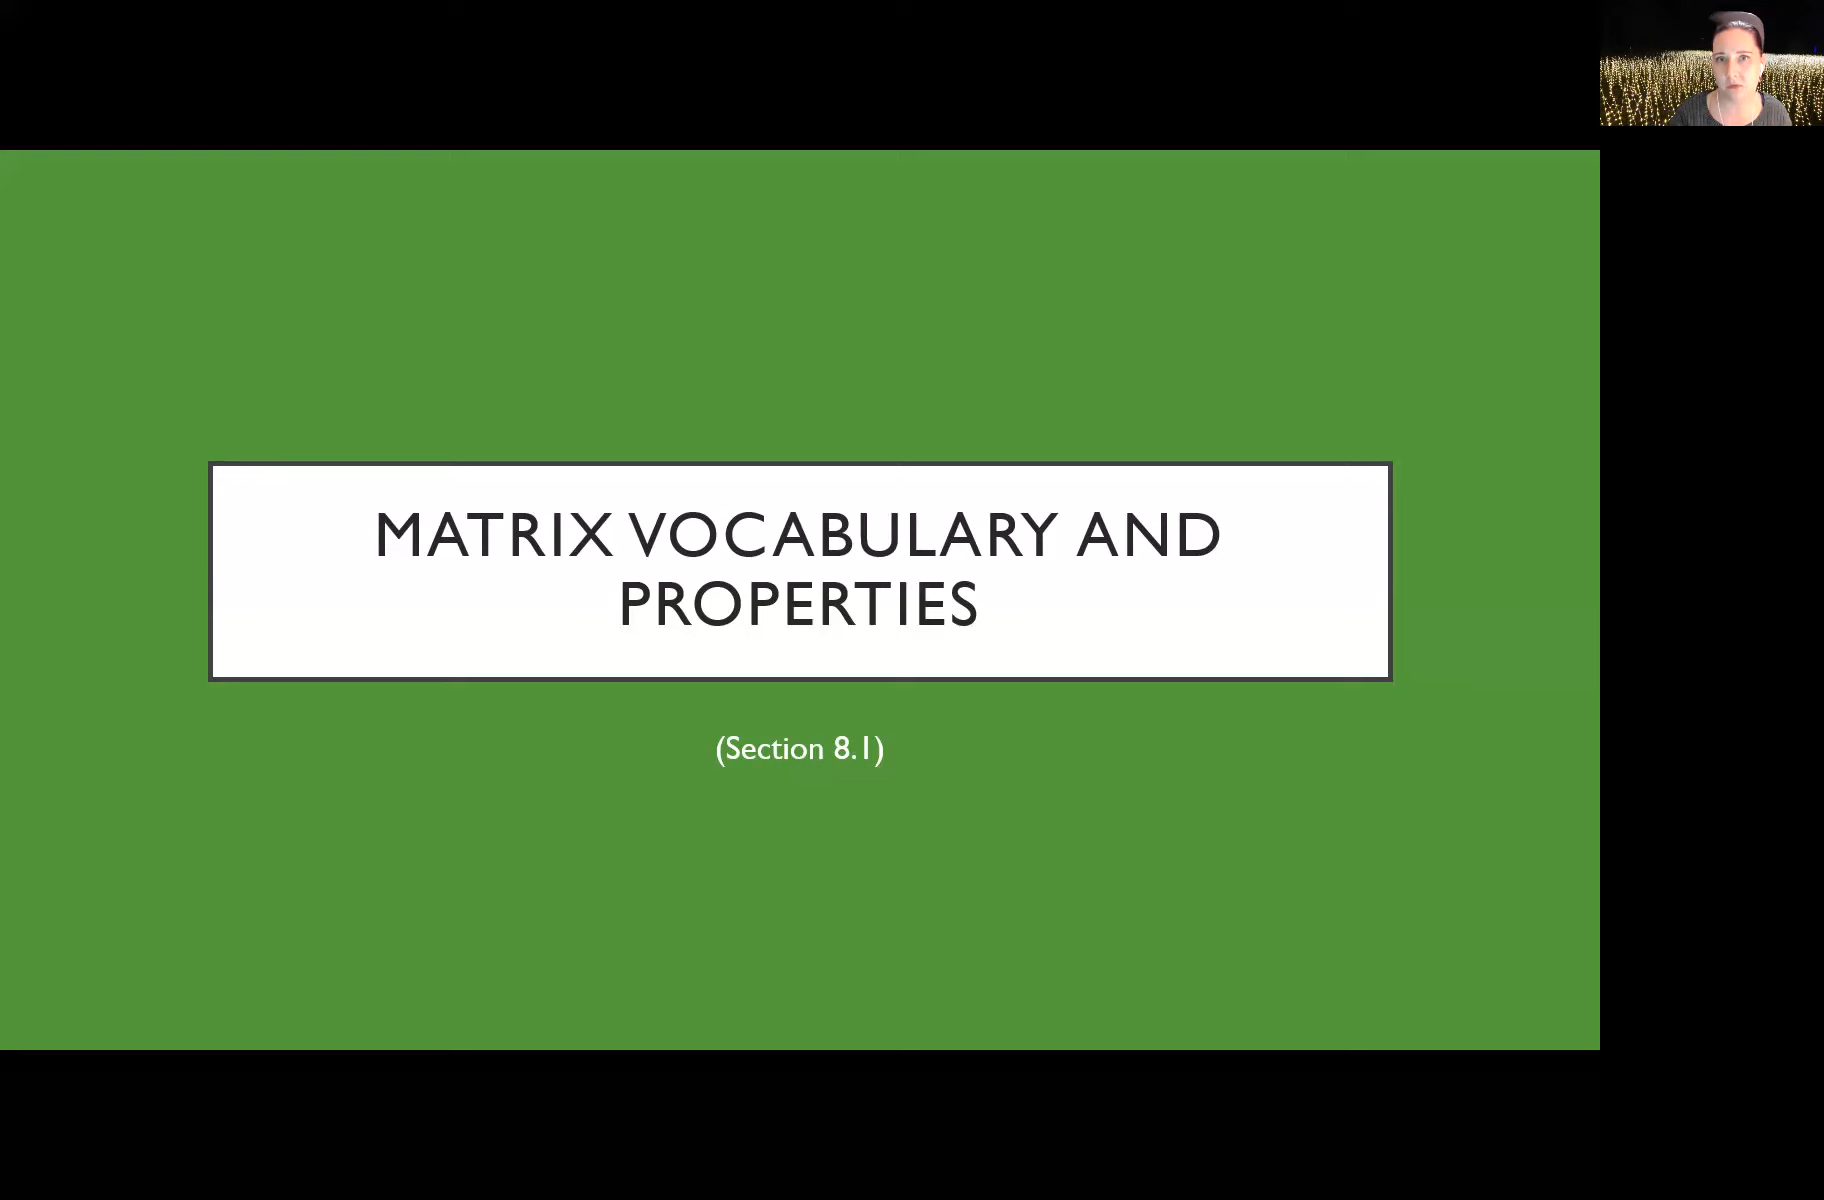 MATRIX VOCABULARY AND
PROPERTIES
(Section 8.1)